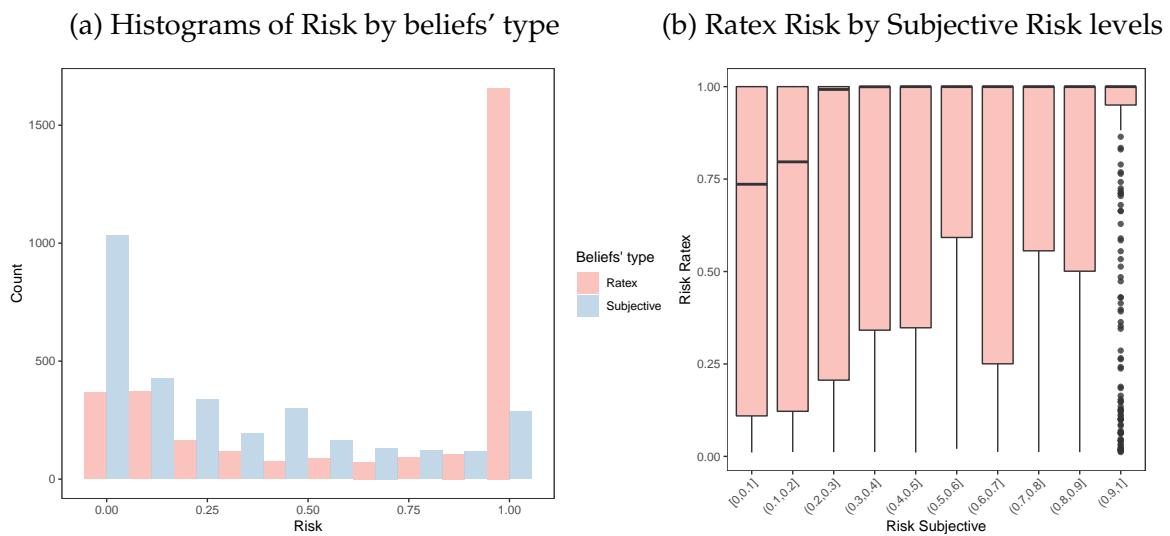 (a) Histograms of Risk by beliefs’ type
(b) Ratex Risk by Subjective Risk levels
Count
1500
1000
500
0
0.00 0.25 0.50 0.75 1.00
Risk
Beliefs' type
Ratex
Subjective
Risk Ratex
1.00
0.75
0.50
0.25
0.00
[0,0.1] (0.1,0.2] (0.2,0.3] (0.3,0.4] (0.4,0.5] (0.5,0.6] (0.6,0.7] (0.7,0.8] (0.8,0.9] (0.9,1]
Risk Subjective